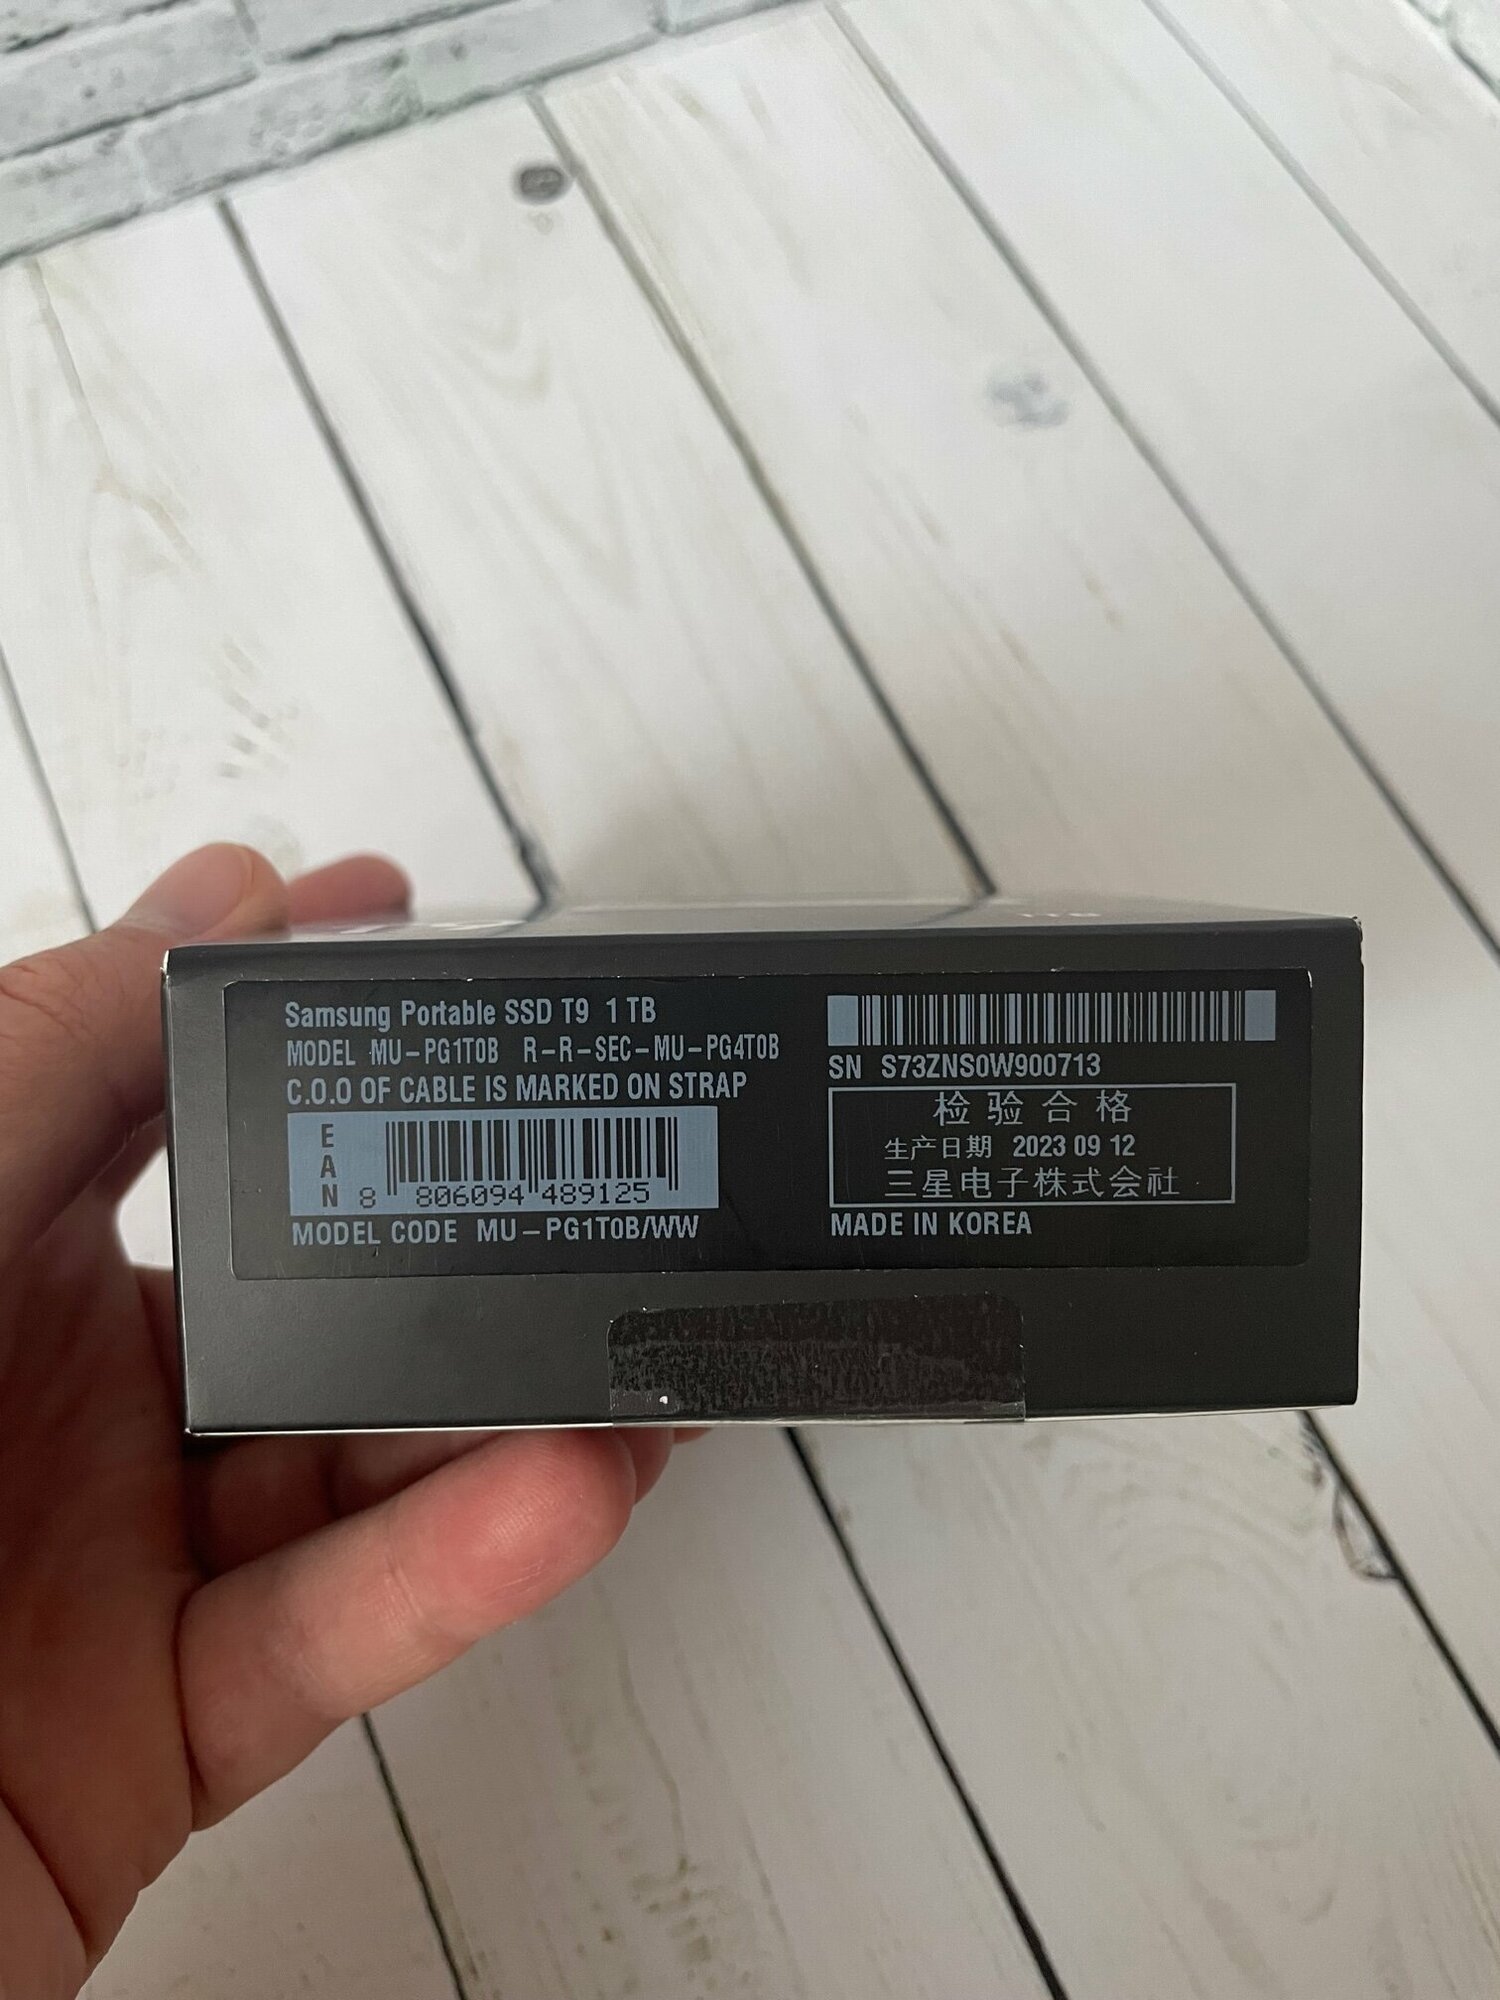 Samsung Portable SSD T9 1 TB
MODEL MU-PG1T0B R-R-SEC-MU-PG4T0B
C.O.O OF CABLE IS MARKED ON STRAP
EAN
8 806094 489125
MODEL CODE MU-PG1T0B/WW
SN S73ZNS0W900713
检验合格
生产日期 2023 09 12
三星电子株式会社
MADE IN KOREA